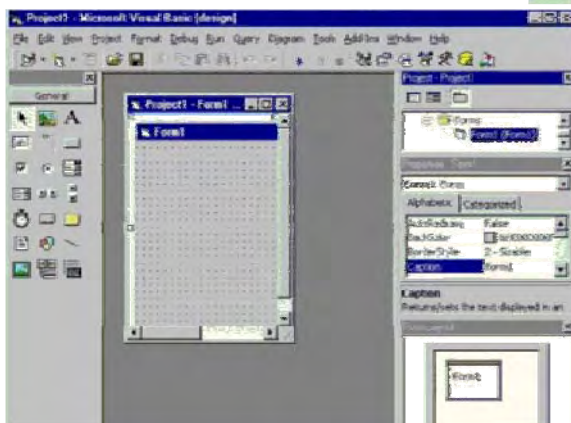 Project1 - Microsoft Visual Basic [design]
File Edit View Project Format Debug Run Query Diagram Tools Add-Ins Window Help
General
A
Project1 - Form1 ...
Form1
Project - Project1
Forms
Form1 (Form1)
Properties - Form1
Form1 Form
Alphabetic Categorized
AutoRedraw False
BackColor
BorderStyle 2 - Sizable
Caption Form1
Caption
Returns/sets the text displayed in an
Form1